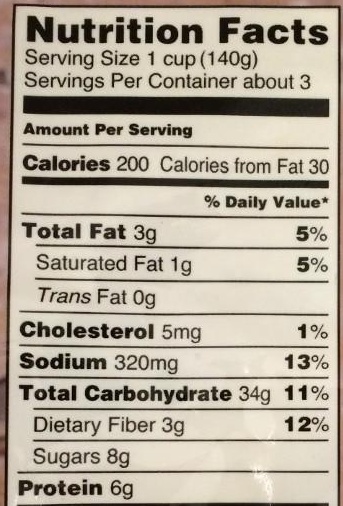 Nutrition Facts
Serving Size 1 cup (140g)
Servings Per Container about 3
Amount Per Serving
Calories 200 Calories from Fat 30
% Daily Value*
Total Fat 3g 5%
Saturated Fat 1g 5%
Trans Fat 0g
Cholesterol 5mg 1%
Sodium 320mg 13%
Total Carbohydrate 34g 11%
Dietary Fiber 3g 12%
Sugars 8g
Protein 6g